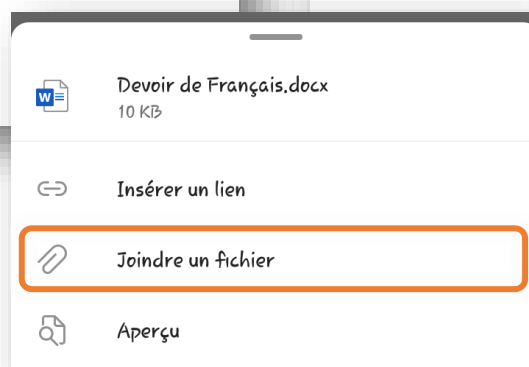 Devoir de Français.docx
10 KB
Insérer un lien
Joindre un fichier
Aperçu